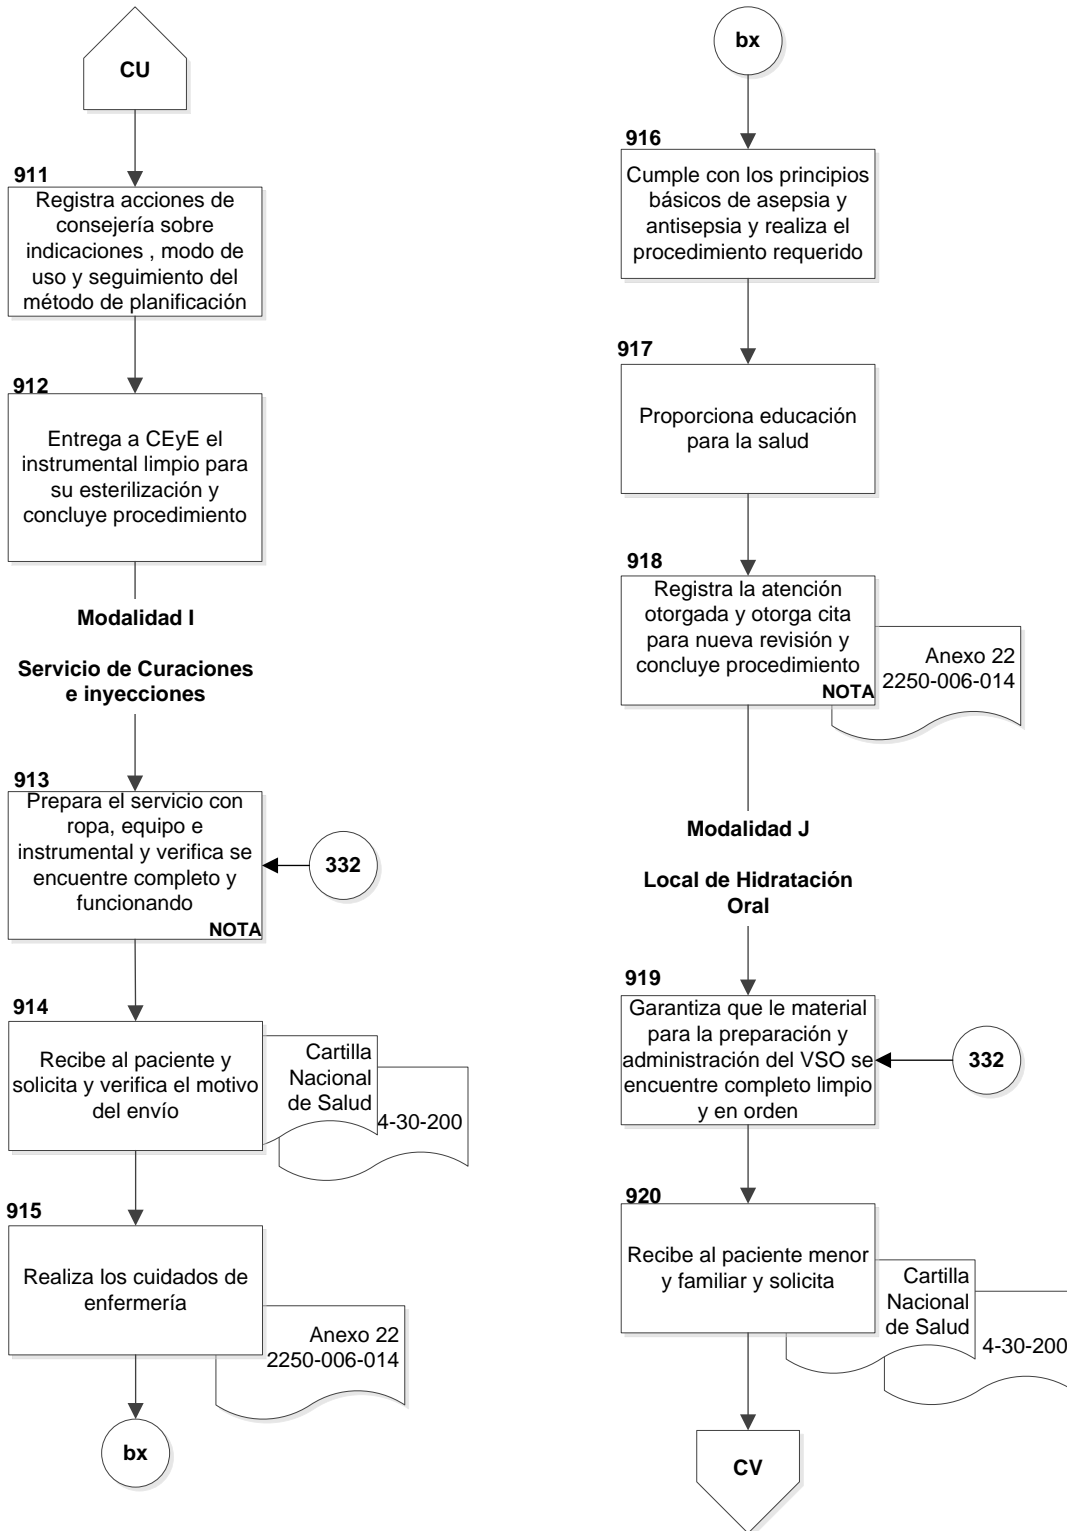 CU
911
Registra acciones de
consejería sobre
indicaciones , modo de
uso y seguimiento del
método de planificación
912
Entrega a CEyE el
instrumental limpio para
su esterilización y
concluye procedimiento
Modalidad I
Servicio de Curaciones
e inyecciones
913
Prepara el servicio con
ropa, equipo e
instrumental y verifica se
encuentre completo y
funcionando
NOTA
332
914
Recibe al paciente y
solicita y verifica el motivo
del envío
Cartilla
Nacional
de Salud
4-30-200
915
Realiza los cuidados de
enfermería
Anexo 22
2250-006-014
bx
bx
916
Cumple con los principios
básicos de asepsia y
antisepsia y realiza el
procedimiento requerido
917
Proporciona educación
para la salud
918
Registra la atención
otorgada y otorga cita
para nueva revisión y
concluye procedimiento
NOTA
Anexo 22
2250-006-014
Modalidad J
Local de Hidratación
Oral
919
Garantiza que le material
para la preparación y
administración del VSO se
encuentre completo limpio
y en orden
332
920
Recibe al paciente menor
y familiar y solicita
Cartilla
Nacional
de Salud
4-30-200
CV